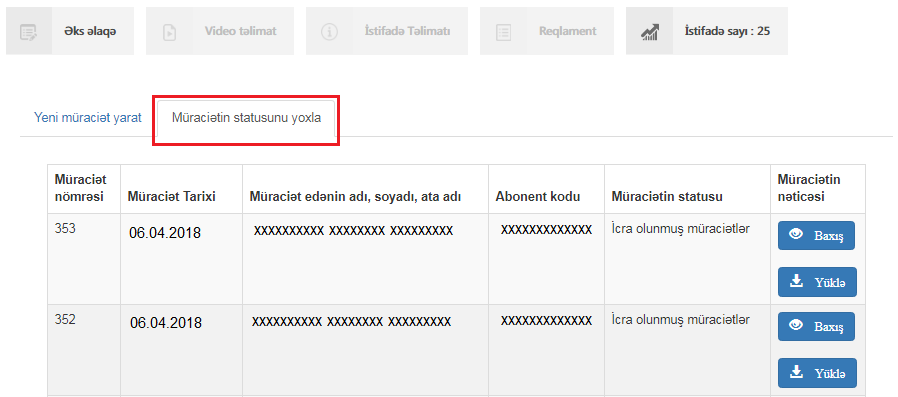 Əks əlaqə
Video təlimat
İstifadə Təlimatı
Reqlament
İstifadə sayı : 25
Yeni müraciət yarat
Müraciətin statusunu yoxla
Müraciət nömrəsi
Müraciət Tarixi
Müraciət edənin adı, soyadı, ata adı
Abonent kodu
Müraciətin statusu
Müraciətin nəticəsi
353
06.04.2018
XXXXXXXXXX XXXXXXXX XXXXXXXXX
XXXXXXXXXXXXX
İcra olunmuş müraciətlər
Baxış
Yüklə
352
06.04.2018
XXXXXXXXXX XXXXXXXX XXXXXXXXX
XXXXXXXXXXXXX
İcra olunmuş müraciətlər
Baxış
Yüklə